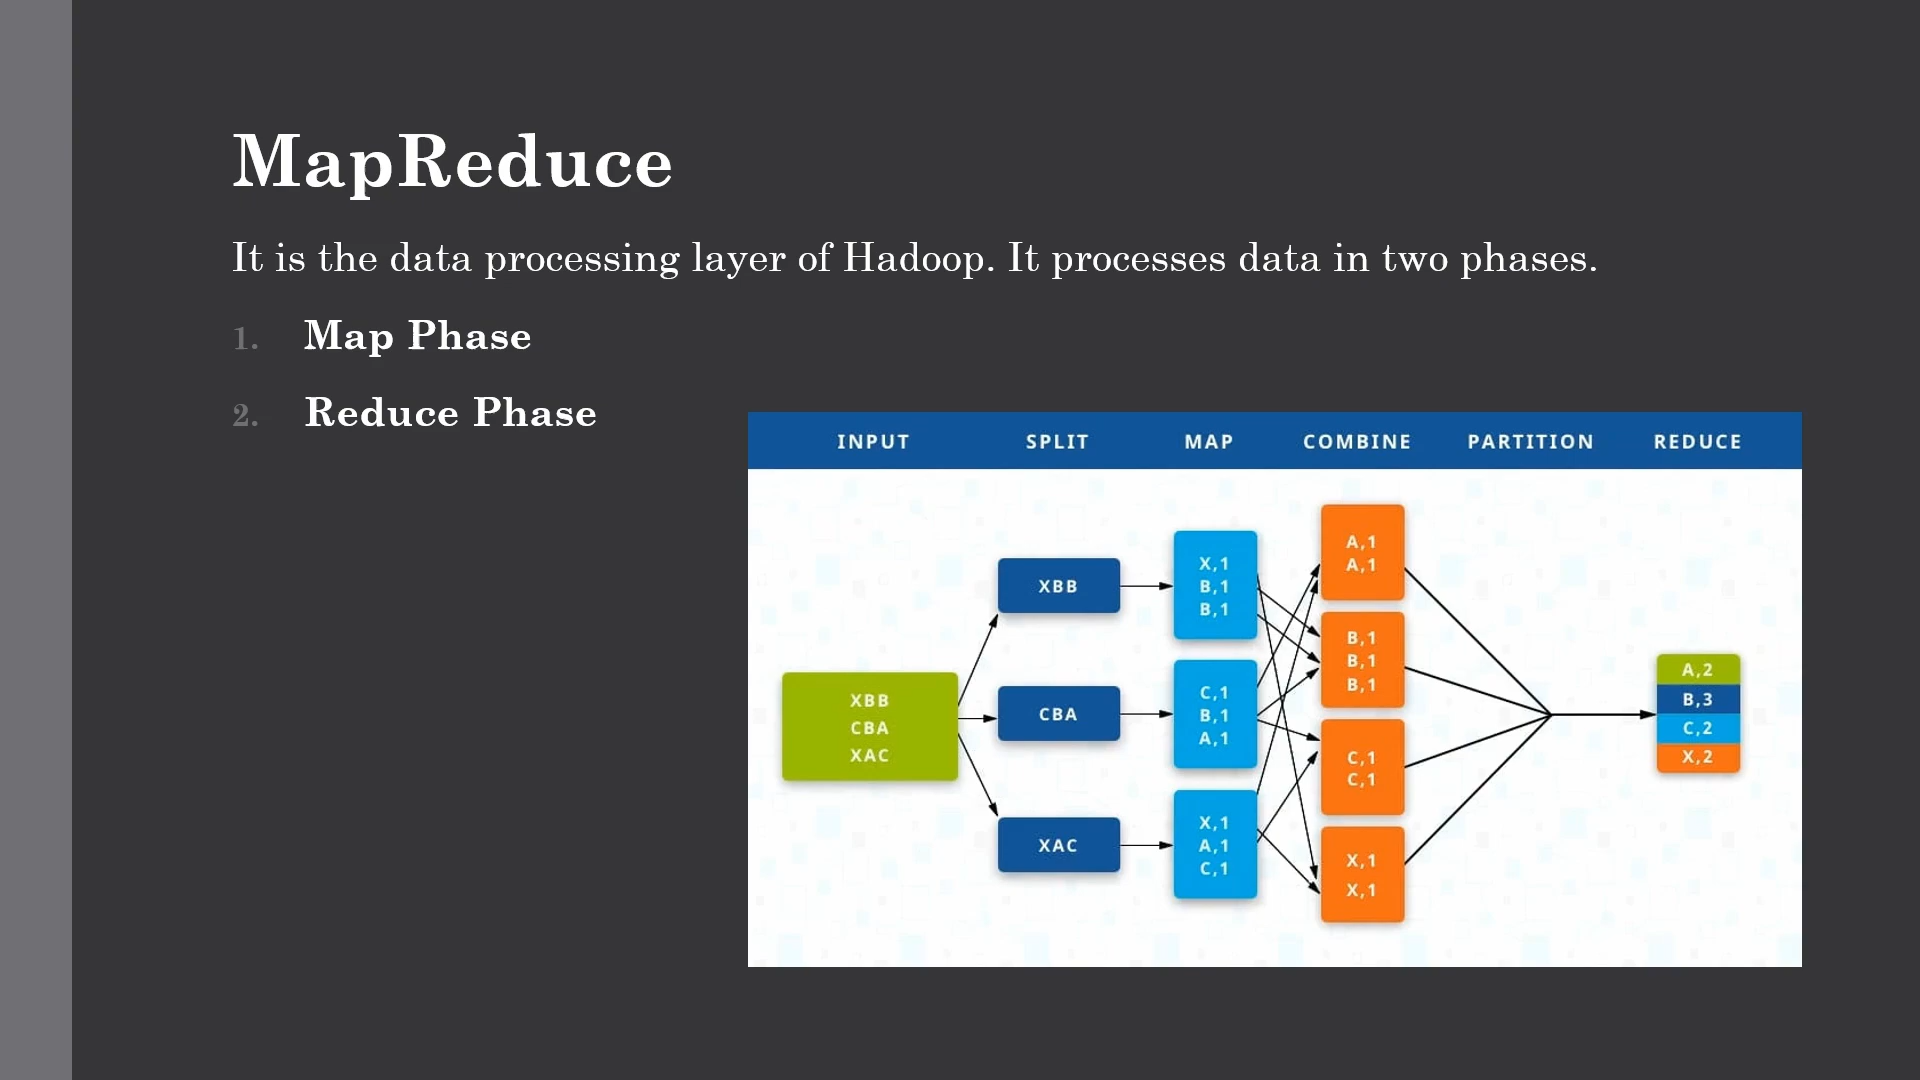 MapReduce
It is the data processing layer of Hadoop. It processes data in two phases.
1. Map Phase
2. Reduce Phase
INPUT SPLIT MAP COMBINE PARTITION REDUCE
XBB
CBA
XAC
XBB
CBA
XAC
X,1
B,1
B,1
C,1
B,1
A,1
X,1
A,1
C,1
A,1
A,1
B,1
B,1
B,1
C,1
C,1
X,1
X,1
A,2
B,3
C,2
X,2